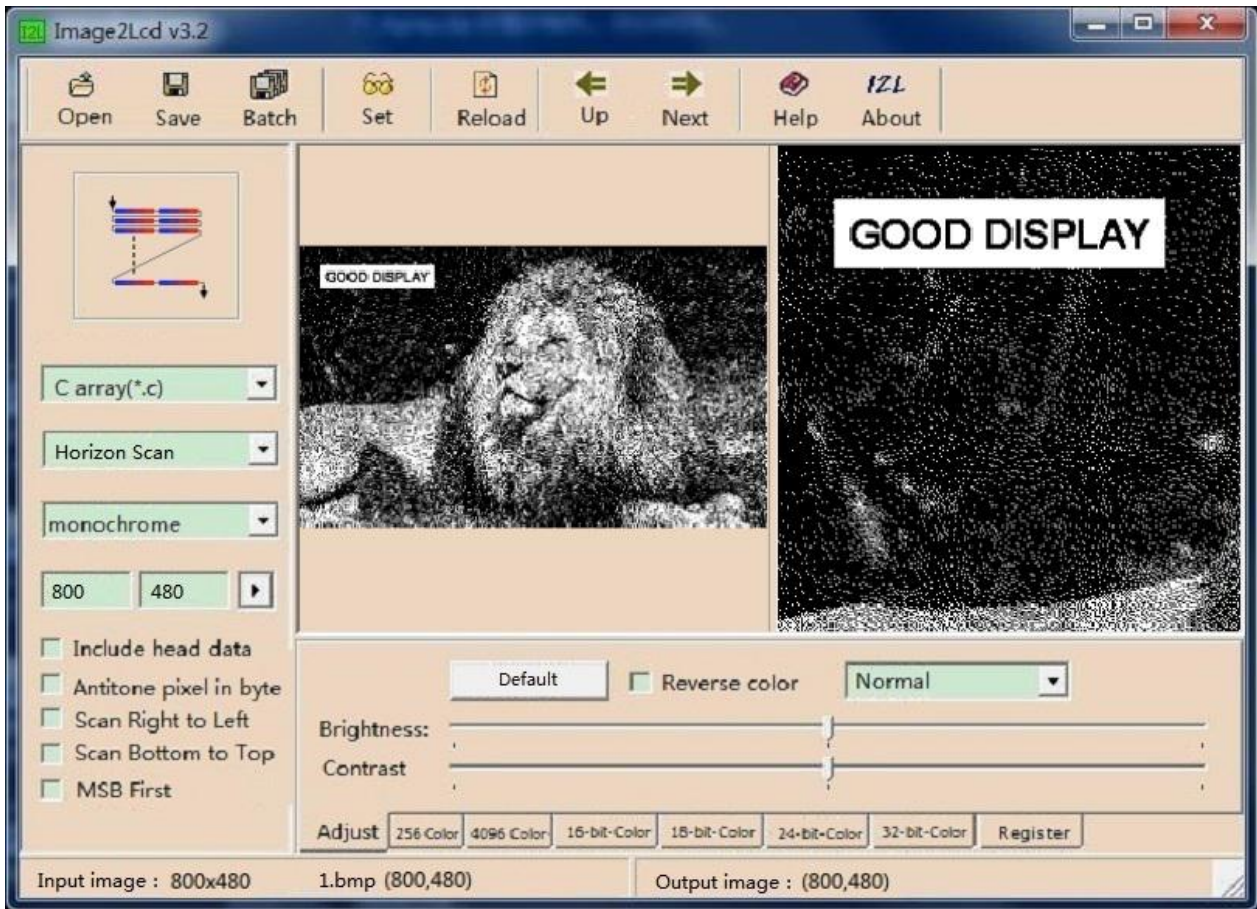 I2L Image2Lcd v3.2
Open Save Batch Set Reload Up Next Help About
I2L
GOOD DISPLAY
GOOD DISPLAY
C array(*.c)
Horizon Scan
monochrome
800 480
Include head data
Antitone pixel in byte
Scan Right to Left
Scan Bottom to Top
MSB First
Default Reverse color Normal
Brightness:
Contrast
Adjust 256 Color 4096 Color 16-bit-Color 18-bit-Color 24-bit-Color 32-bit-Color Register
Input image : 800x480 1.bmp (800,480) Output image : (800,480)